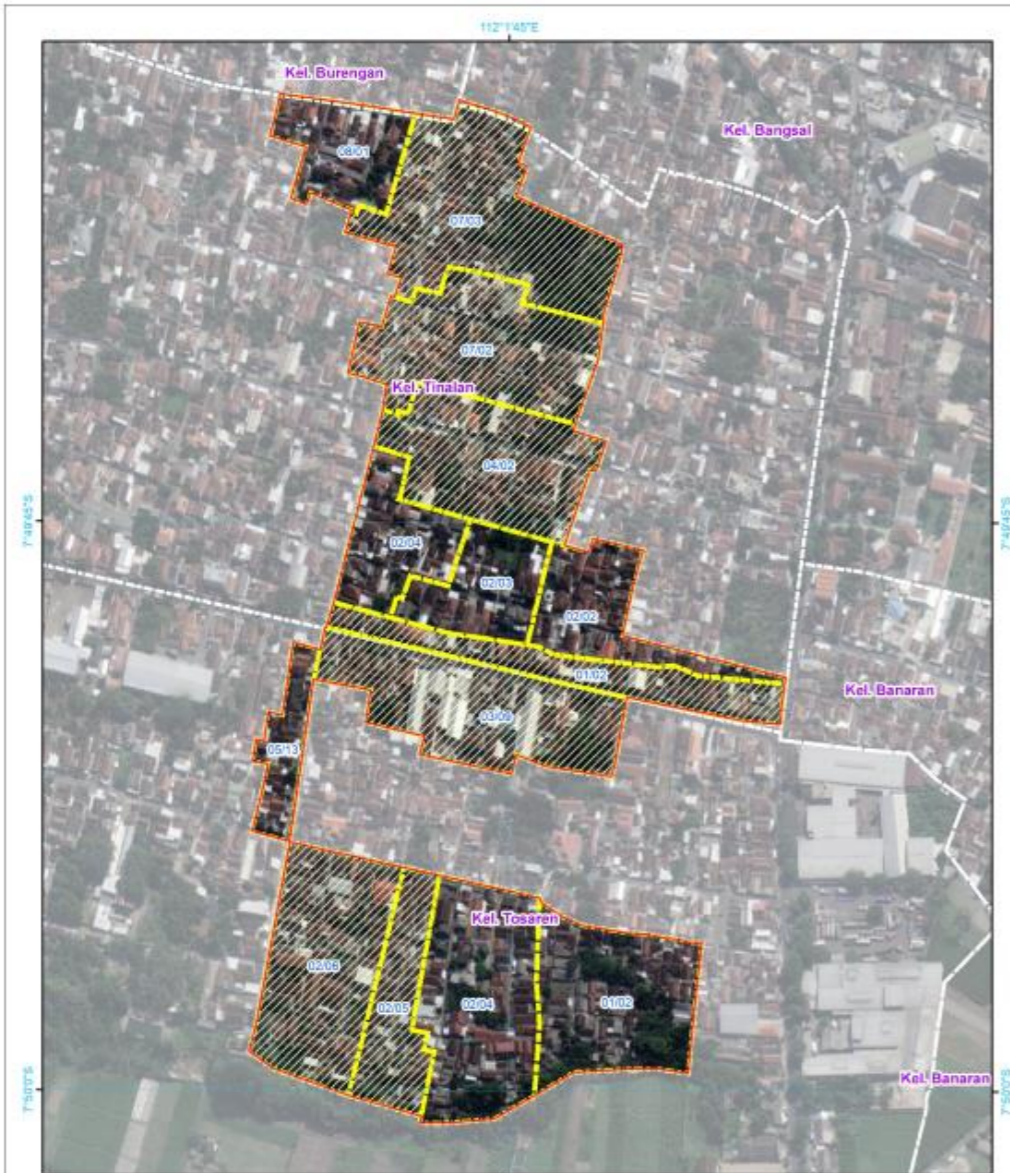 112°1'45"E
Kel. Burengan
Kel. Bangsal
08/01
07/03
07/02
Kel. Tinalan
04/02
7°49'45"S
7°49'45"S
02/04
02/03
02/02
01/02
Kel. Banaran
03/09
05/13
Kel. Tosaren
02/06
02/05
02/04
01/02
Kel. Banaran
7°50'0"S
7°50'0"S